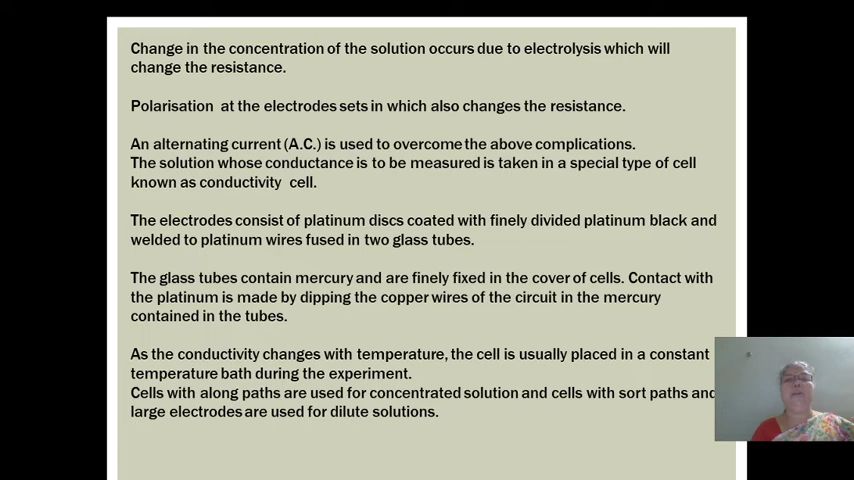 Change in the concentration of the solution occurs due to electrolysis which will
change the resistance.
Polarisation at the electrodes sets in which also changes the resistance.
An alternating current (A.C.) is used to overcome the above complications.
The solution whose conductance is to be measured is taken in a special type of cell
known as conductivity cell.
The electrodes consist of platinum discs coated with finely divided platinum black and
welded to platinum wires fused in two glass tubes.
The glass tubes contain mercury and are finely fixed in the cover of cells. Contact with
the platinum is made by dipping the copper wires of the circuit in the mercury
contained in the tubes.
As the conductivity changes with temperature, the cell is usually placed in a constant
temperature bath during the experiment.
Cells with along paths are used for concentrated solution and cells with sort paths and
large electrodes are used for dilute solutions.